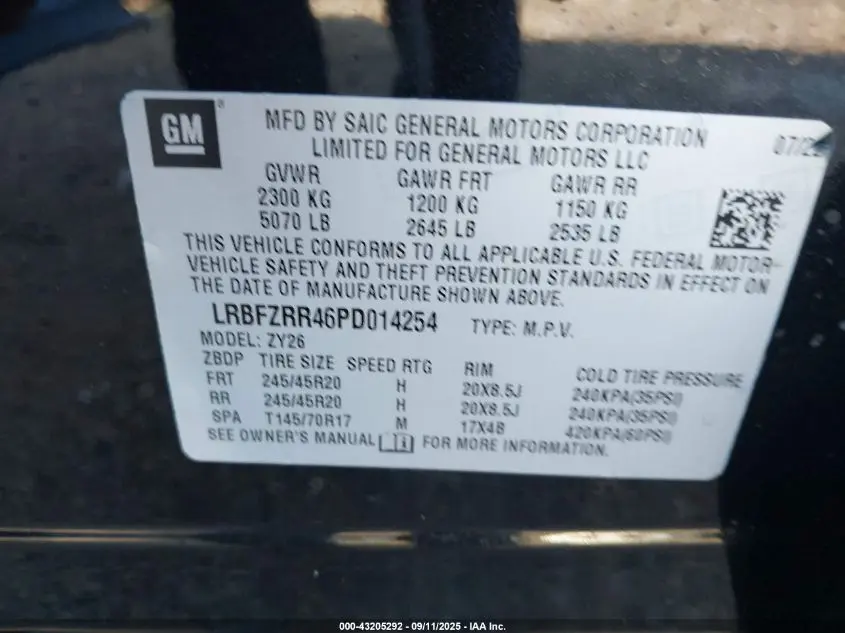 GM
MFD BY SAIC GENERAL MOTORS CORPORATION
LIMITED FOR GENERAL MOTORS LLC
GVWR GAWR FRT GAWR RR
2300 KG 1200 KG 1150 KG
5070 LB 2645 LB 2535 LB
THIS VEHICLE CONFORMS TO ALL APPLICABLE U.S. FEDERAL MOTOR-
VEHICLE SAFETY AND THEFT PREVENTION STANDARDS IN EFFECT ON
THE DATE OF MANUFACTURE SHOWN ABOVE.
LRBFZRR46PD014254 TYPE: M.P.V.
MODEL: ZY26
ZBDP TIRE SIZE SPEED RTG RIM COLD TIRE PRESSURE
FRT 245/45R20 H 20X8.5J 240KPA(35PSI)
RR 245/45R20 H 20X8.5J 240KPA(35PSI)
SPA T145/70R17 M 17X4B 420KPA(60PSI)
SEE OWNER'S MANUAL FOR MORE INFORMATION.
000-43205292 - 09/11/2025 - IAA Inc.